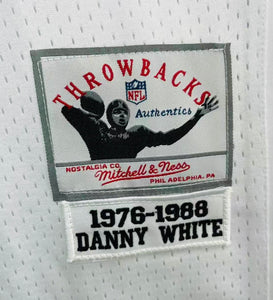 THROWBACKS
NFL
Authentics
NOSTALGIA CO.
Mitchell & Ness
PHILADELPHIA, PA
1976-1988
DANNY WHITE